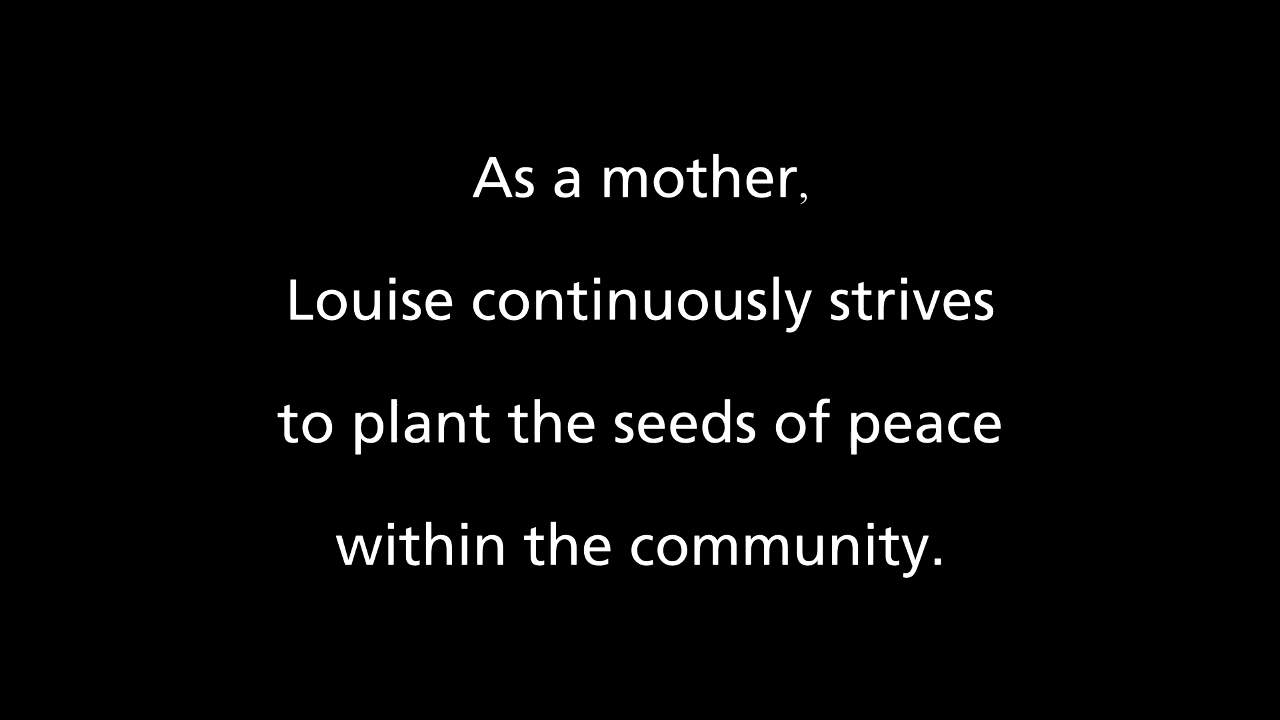 As a mother,
Louise continuously strives
to plant the seeds of peace
within the community.